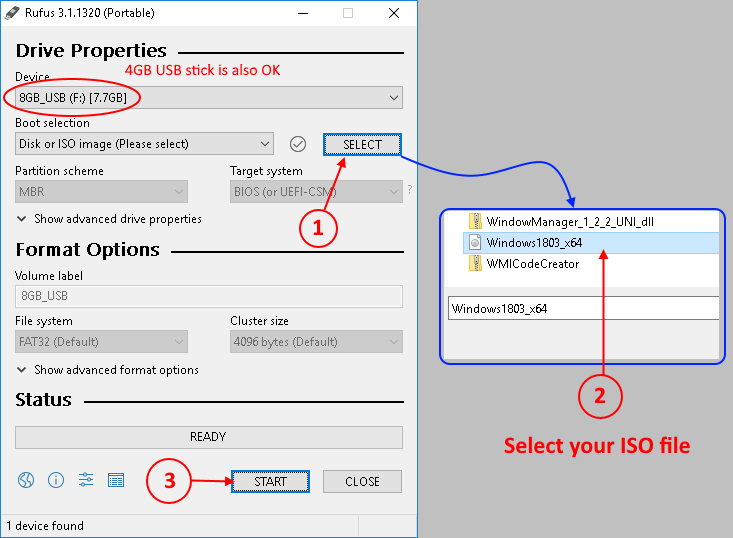 Rufus 3.1.1320 (Portable)
Drive Properties
Device
4GB USB stick is also OK
8GB_USB (F:) [7.7GB]
Boot selection
Disk or ISO image (Please select)
SELECT
Partition scheme
Target system
MBR
BIOS (or UEFI-CSM)
?
1
Show advanced drive properties
Format Options
Volume label
8GB_USB
File system
Cluster size
FAT32 (Default)
4096 bytes (Default)
Show advanced format options
Status
READY
3
START
CLOSE
1 device found
WindowManager_1_2_2_UNI_dll
Windows1803_x64
WMICodeCreator
Windows1803_x64
2
Select your ISO file